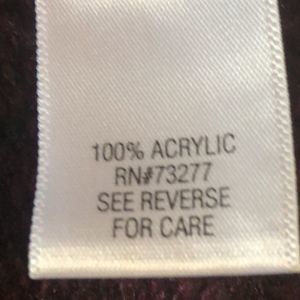 100% ACRYLIC
RN#73277
SEE REVERSE
FOR CARE